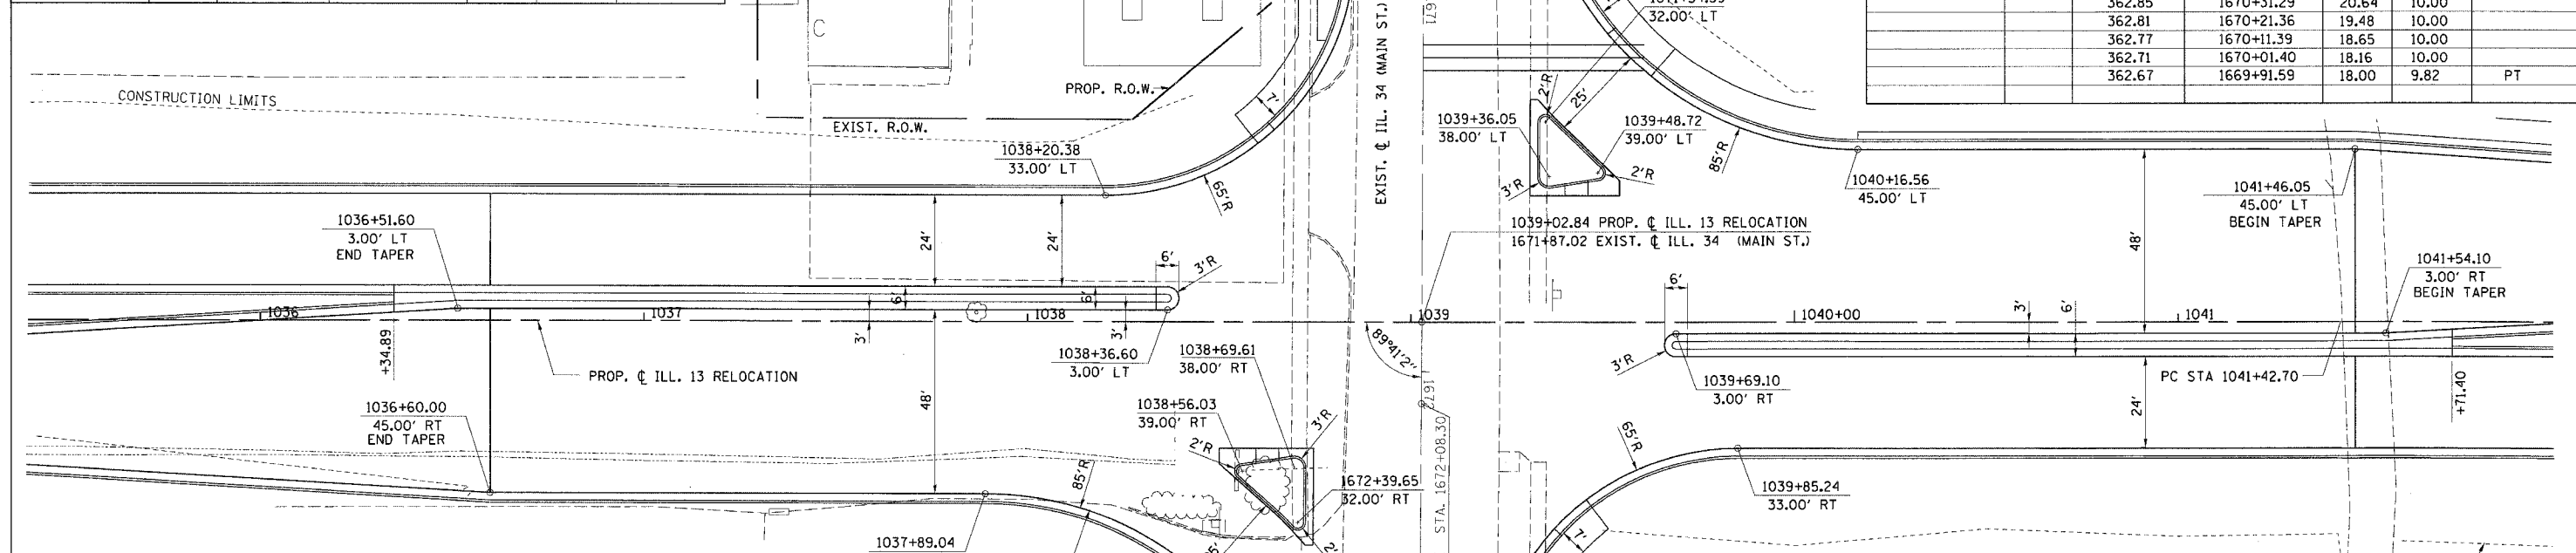 362.85 1670+31.29 20.64 10.00
362.81 1670+21.36 19.48 10.00
362.77 1670+11.39 18.65 10.00
362.71 1670+01.40 18.16 10.00
362.67 1669+91.59 18.00 9.82 PT
C
1671
32.00' LT
EXIST. ℄ ILL. 34 (MAIN ST.)
PROP. R.O.W.
CONSTRUCTION LIMITS
EXIST. R.O.W.
7'
2'R
25'
1039+36.05
38.00' LT
1039+48.72
39.00' LT
85'R
2'R
3'R
1038+20.38
33.00' LT
65'R
1040+16.56
45.00' LT
1041+46.05
45.00' LT
BEGIN TAPER
1036+51.60
3.00' LT
END TAPER
24'
24'
1039+02.84 PROP. ℄ ILL. 13 RELOCATION
1671+87.02 EXIST. ℄ ILL. 34 (MAIN ST.)
48'
6'
3'R
1041+54.10
3.00' RT
BEGIN TAPER
6'
6'
6'
3'
6'
1036
1037
1038
1039
1040+00
1041
3'
3'
+34.89
89°41'2"
1038+36.60
3.00' LT
1038+69.61
38.00' RT
3'R
PROP. ℄ ILL. 13 RELOCATION
1672
1039+69.10
3.00' RT
PC STA 1041+42.70
+71.40
48'
24'
1036+60.00
45.00' RT
END TAPER
1038+56.03
39.00' RT
3'R
2'R
65'R
85'R
STA. 1672+08.30
1672+39.65
32.00' RT
1039+85.24
33.00' RT
7'
1037+89.04
2'